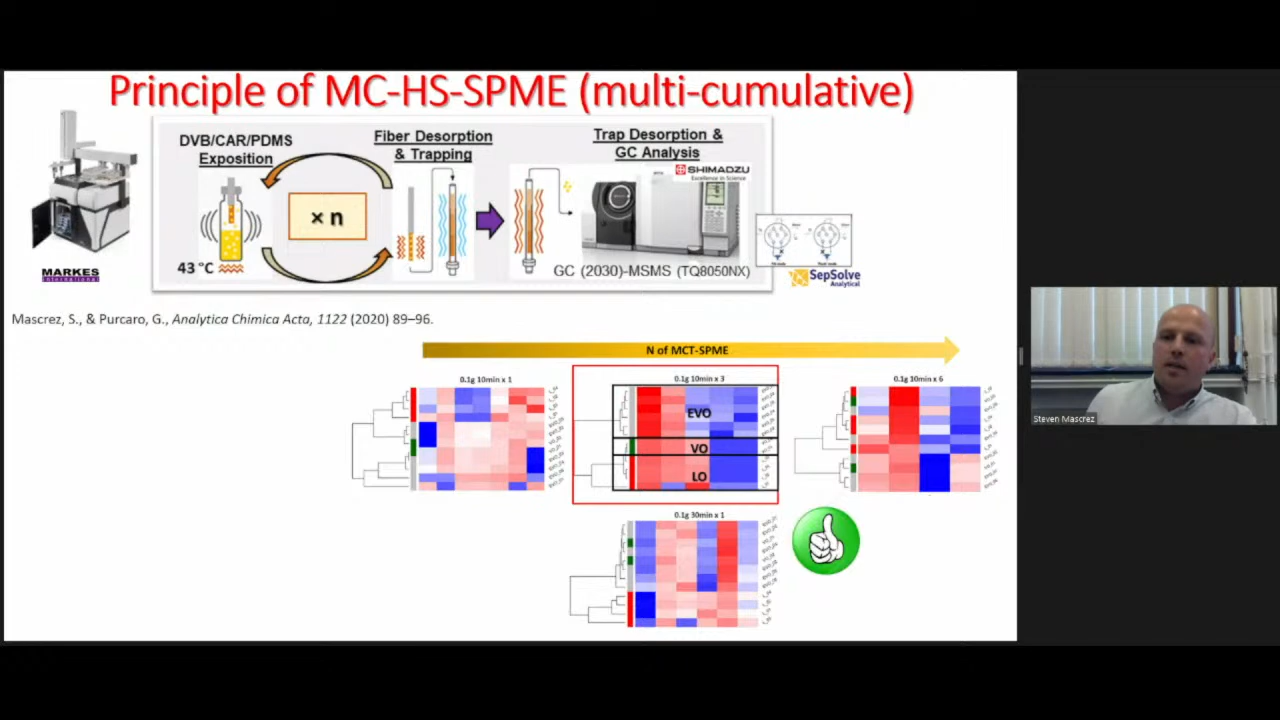 Principle of MC-HS-SPME (multi-cumulative)
DVB/CAR/PDMS
Exposition
Fiber Desorption
& Trapping
Trap Desorption &
GC Analysis
SHIMADZU
Excellence in Science
× n
43 °C
GC (2030)-MSMS (TQ8050NX)
MARKES
international
SepSolve
Analytical
Mascrez, S., & Purcaro, G., Analytica Chimica Acta, 1122 (2020) 89–96.
N of MCT-SPME
0.1g 10min x 1
0.1g 10min x 3
0.1g 10min x 6
EVO
VO
LO
0.1g 30min x 1
Steven Mascrez